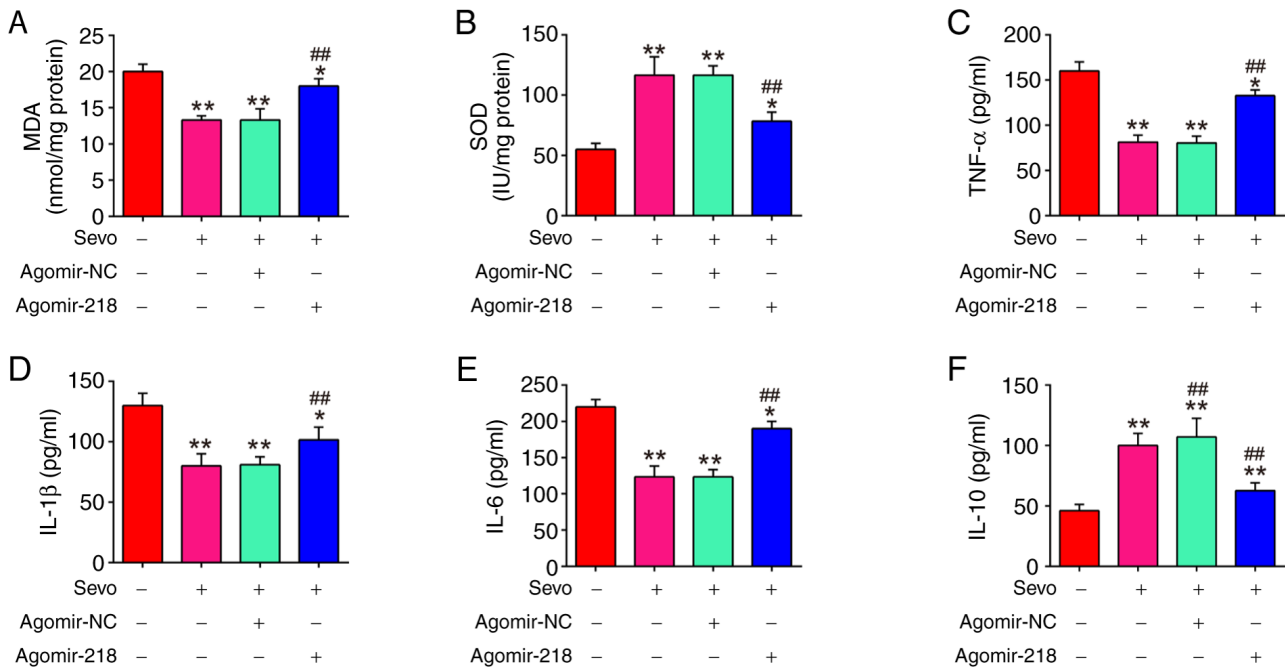 A
MDA
(nmol/mg protein)
25
20
15
10
5
0
** ** ## *
Sevo – + + +
Agomir-NC – – + –
Agomir-218 – – – +
B
SOD
(IU/mg protein)
150
100
50
0
** ** ## *
Sevo – + + +
Agomir-NC – – + –
Agomir-218 – – – +
C
TNF-α (pg/ml)
200
150
100
50
0
** ** ## *
Sevo – + + +
Agomir-NC – – + –
Agomir-218 – – – +
D
IL-1β (pg/ml)
150
100
50
0
** ** ## *
Sevo – + + +
Agomir-NC – – + –
Agomir-218 – – – +
E
IL-6 (pg/ml)
250
200
150
100
50
0
** ** ## *
Sevo – + + +
Agomir-NC – – + –
Agomir-218 – – – +
F
IL-10 (pg/ml)
150
100
50
0
** ## ** ## **
Sevo – + + +
Agomir-NC – – + –
Agomir-218 – – – +